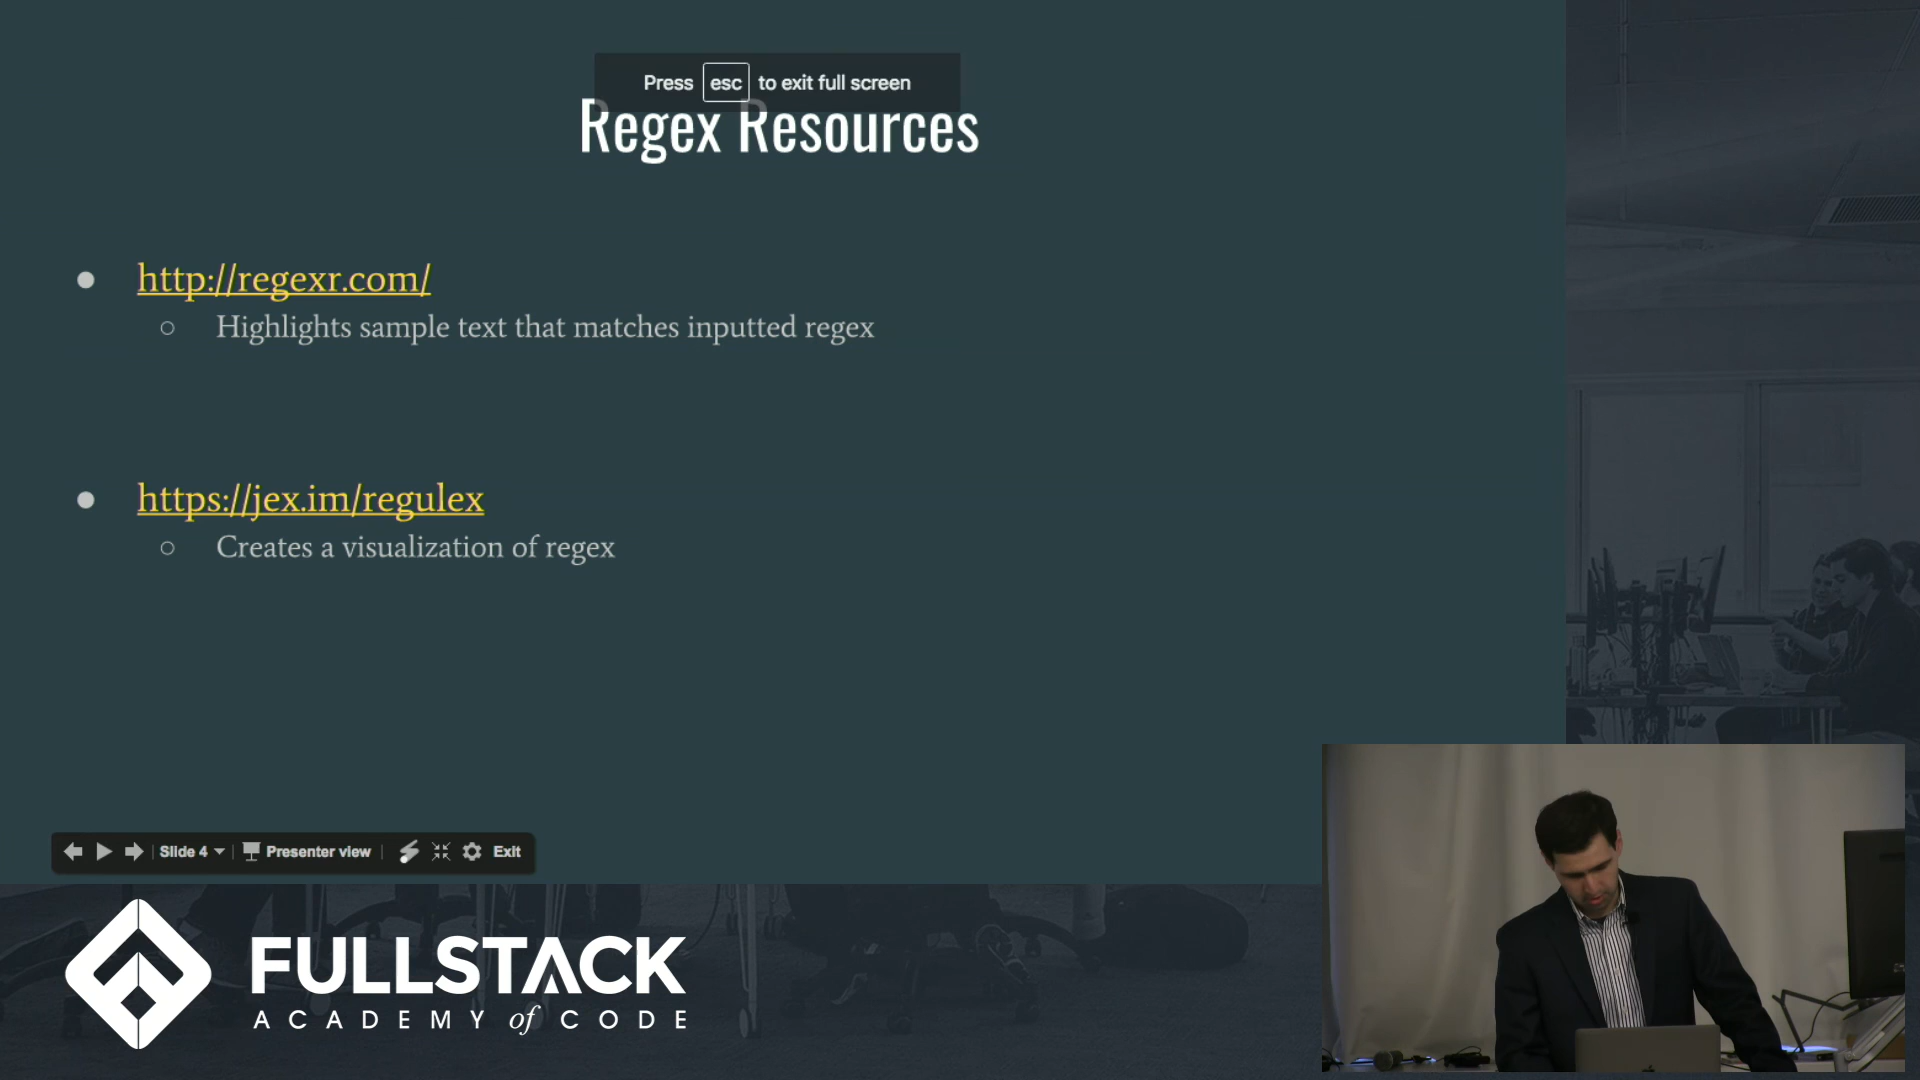 Press esc to exit full screen
Regex Resources
http://regexr.com/
Highlights sample text that matches inputted regex
https://jex.im/regulex
Creates a visualization of regex
Slide 4
Presenter view
Exit
FULLSTACK
ACADEMY of CODE